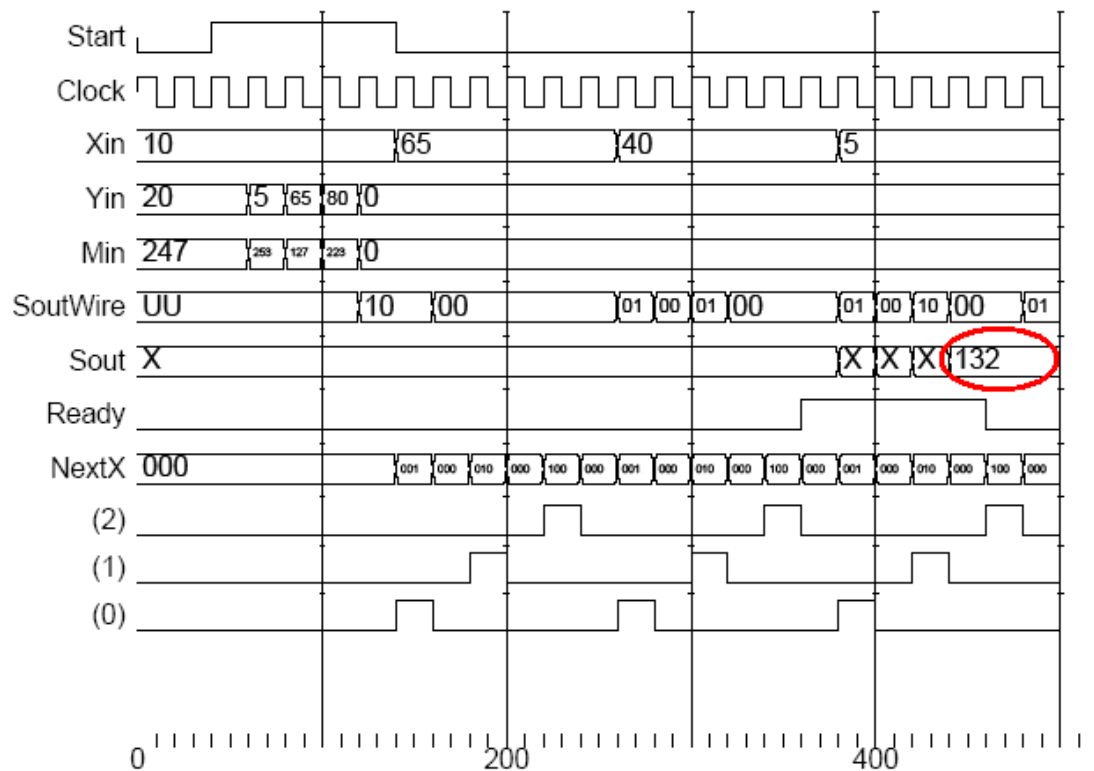 Start
Clock
Xin 10 65 40 5
Yin 20 5 65 80 0
Min 247 253 127 223 0
SoutWire UU 10 00 01 00 01 00 01 00 10 00 01
Sout X X X X 132
Ready
NextX 000 001 000 010 000 100 000 001 000 010 000 100 000 001 000 010 000 100 000
(2)
(1)
(0)
0 200 400